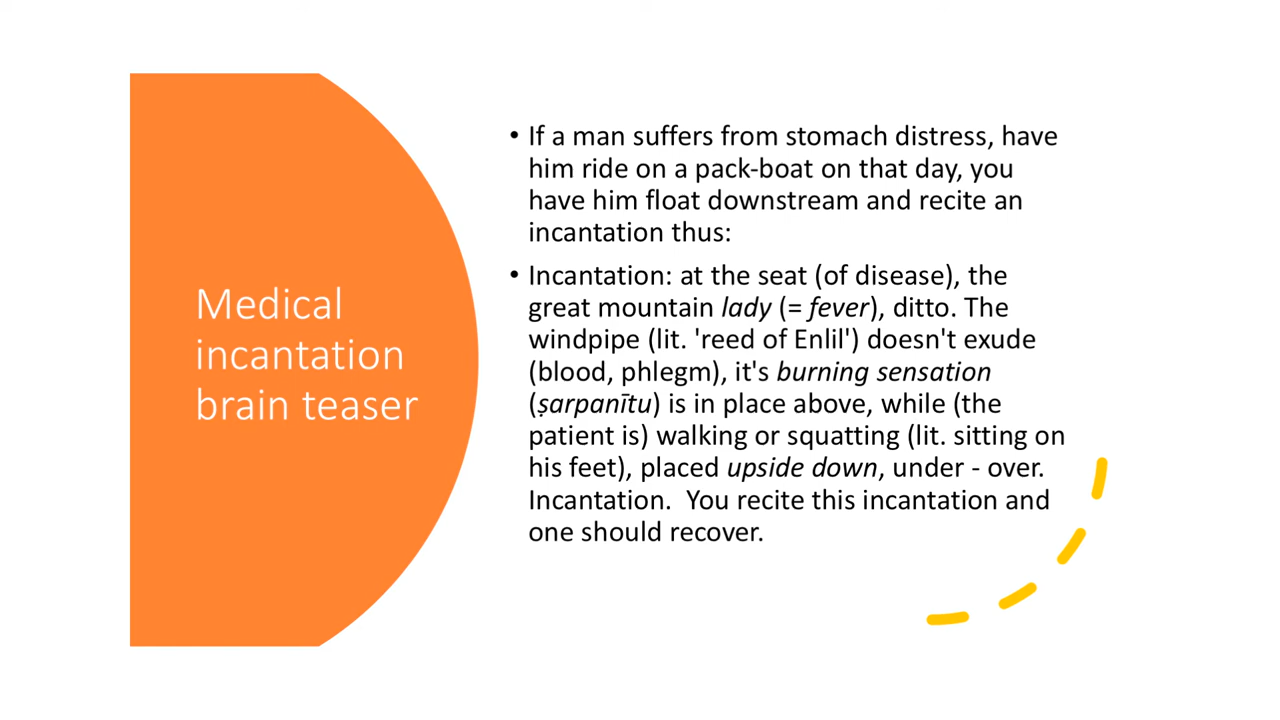 Medical
incantation
brain teaser
• If a man suffers from stomach distress, have
him ride on a pack-boat on that day, you
have him float downstream and recite an
incantation thus:
• Incantation: at the seat (of disease), the
great mountain lady (= fever), ditto. The
windpipe (lit. 'reed of Enlil') doesn't exude
(blood, phlegm), it's burning sensation
(ṣarpanītu) is in place above, while (the
patient is) walking or squatting (lit. sitting on
his feet), placed upside down, under - over.
Incantation. You recite this incantation and
one should recover.